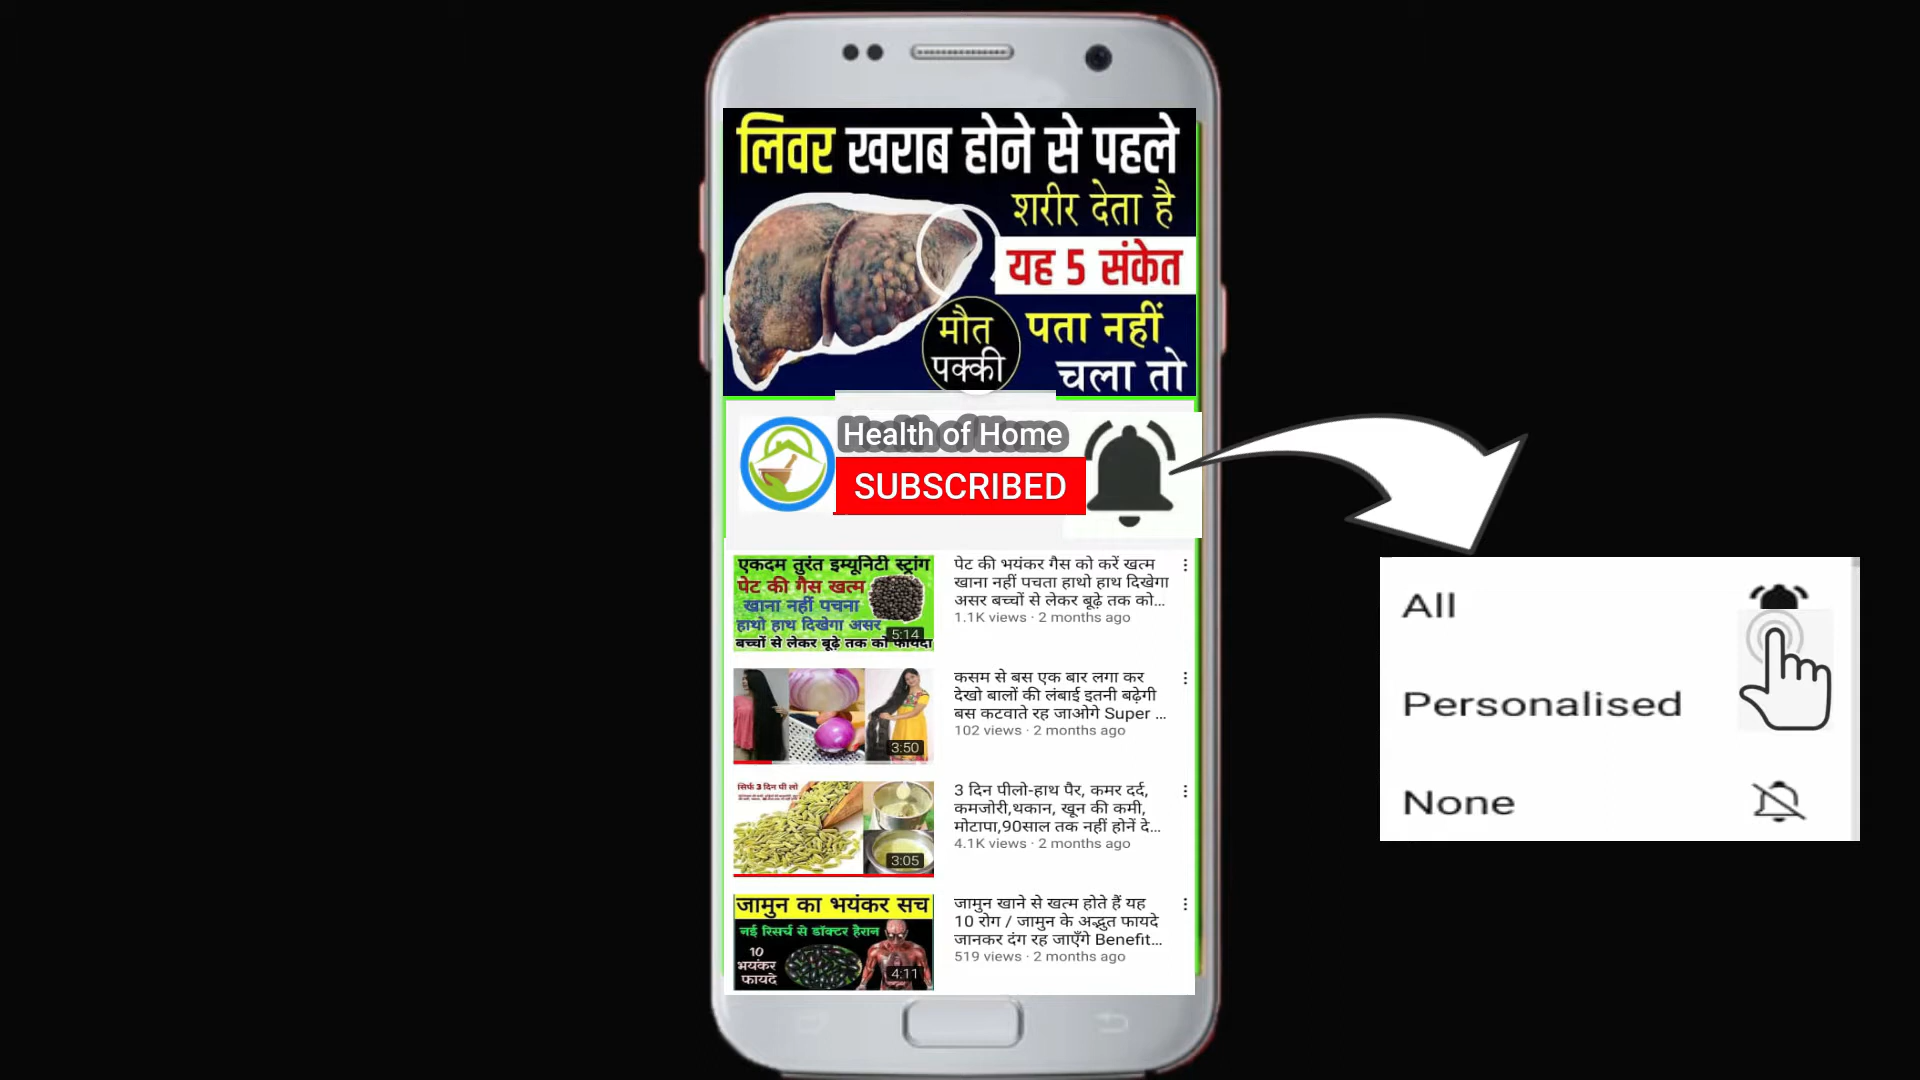 लिवर खराब होने से पहले
शरीर देता है
यह 5 संकेत
मौत
पक्की
पता नहीं
चला तो
Health of Home
SUBSCRIBED
एकदम तुरंत इम्यूनिटी स्ट्रांग
पेट की गैस खत्म
खाना नहीं पचना
हाथो हाथ दिखेगा असर
5:14
बच्चों से लेकर बूढ़े तक को फायदा
पेट की भयंकर गैस को करें खत्म
खाना नहीं पचता हाथो हाथ दिखेगा
असर बच्चों से लेकर बूढ़े तक को...
1.1K views · 2 months ago
3:50
कसम से बस एक बार लगा कर
देखो बालों की लंबाई इतनी बढ़ेगी
बस कटवाते रह जाओगे Super ...
102 views · 2 months ago
सिर्फ 3 दिन पी लो
3:05
3 दिन पीलो-हाथ पैर, कमर दर्द,
कमजोरी,थकान, खून की कमी,
मोटापा,90साल तक नहीं होनें दे...
4.1K views · 2 months ago
जामुन का भयंकर सच
नई रिसर्च से डॉक्टर हैरान
10
भयंकर
फायदे
4:11
जामुन खाने से खत्म होते हैं यह
10 रोग / जामुन के अद्भुत फायदे
जानकर दंग रह जाएँगे Benefit...
519 views · 2 months ago
All
Personalised
None